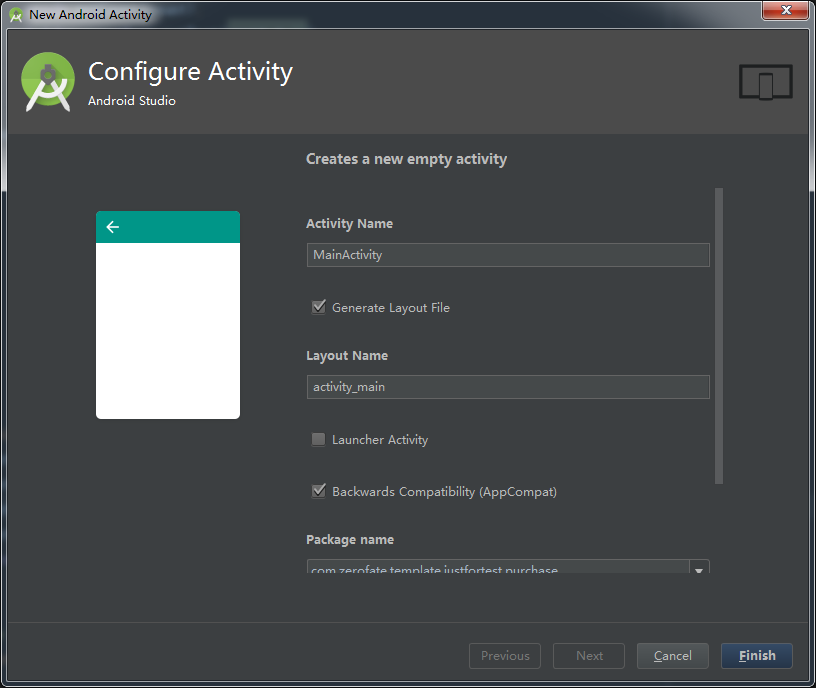 New Android Activity
Configure Activity
Android Studio
Creates a new empty activity
Activity Name
MainActivity
Generate Layout File
Layout Name
activity_main
Launcher Activity
Backwards Compatibility (AppCompat)
Package name
com.zerofate.template.justfortest.purchase
Previous
Next
Cancel
Finish